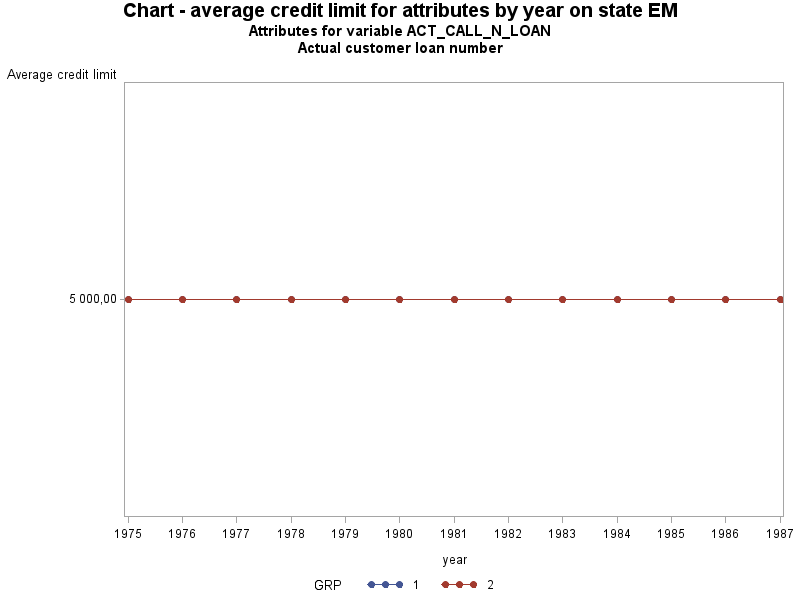 Chart - average credit limit for attributes by year on state EM
Attributes for variable ACT_CALL_N_LOAN
Actual customer loan number
Average credit limit
5 000,00
1975 1976 1977 1978 1979 1980 1981 1982 1983 1984 1985 1986 1987
year
GRP 1 2